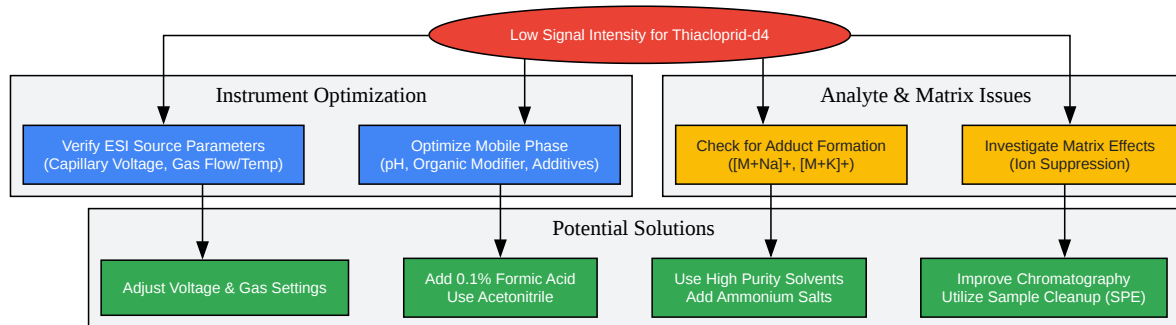 Low Signal Intensity for Thiacloprid-d4
Instrument Optimization
Analyte & Matrix Issues
Verify ESI Source Parameters
(Capillary Voltage, Gas Flow/Temp)
Optimize Mobile Phase
(pH, Organic Modifier, Additives)
Check for Adduct Formation
([M+Na]+, [M+K]+)
Investigate Matrix Effects
(Ion Suppression)
Potential Solutions
Adjust Voltage & Gas Settings
Add 0.1% Formic Acid
Use Acetonitrile
Use High Purity Solvents
Add Ammonium Salts
Improve Chromatography
Utilize Sample Cleanup (SPE)